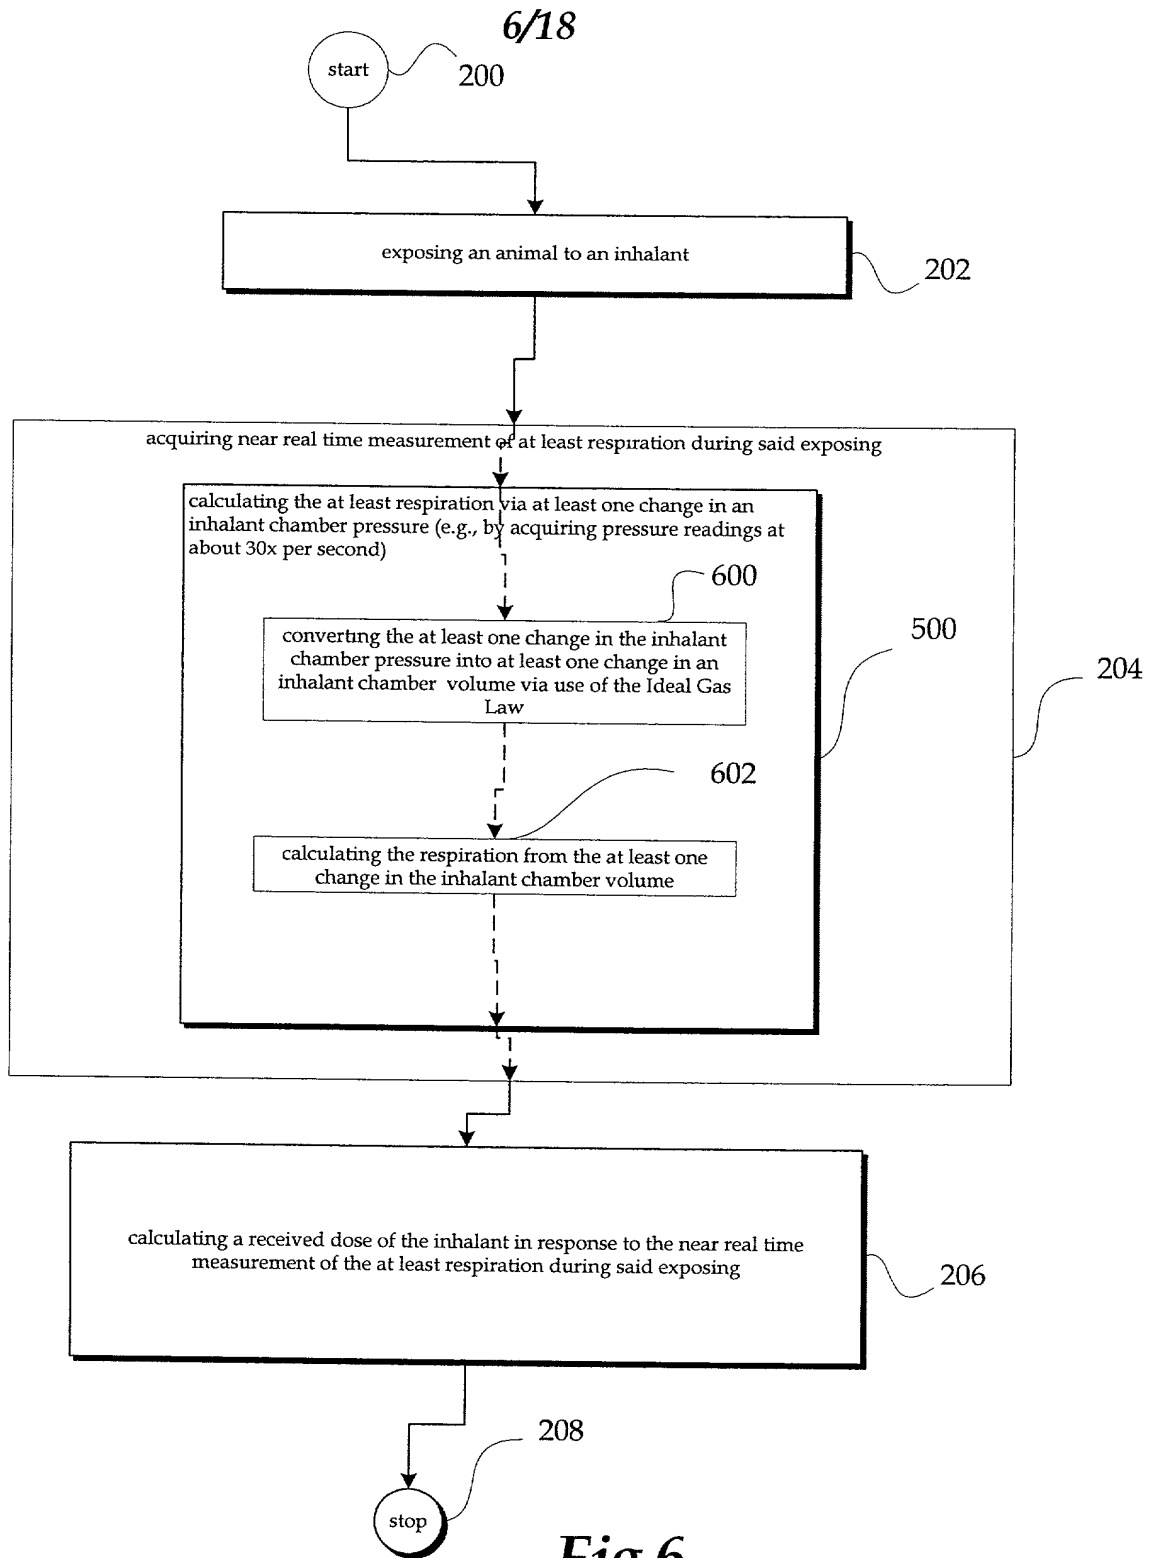 6/18
start
200
exposing an animal to an inhalant
202
acquiring near real time measurement of at least respiration during said exposing
calculating the at least respiration via at least one change in an
inhalant chamber pressure (e.g., by acquiring pressure readings at
about 30x per second)
600
converting the at least one change in the inhalant
chamber pressure into at least one change in an
inhalant chamber volume via use of the Ideal Gas
Law
500
204
602
calculating the respiration from the at least one
change in the inhalant chamber volume
calculating a received dose of the inhalant in response to the near real time
measurement of the at least respiration during said exposing
206
208
stop
Fig 6